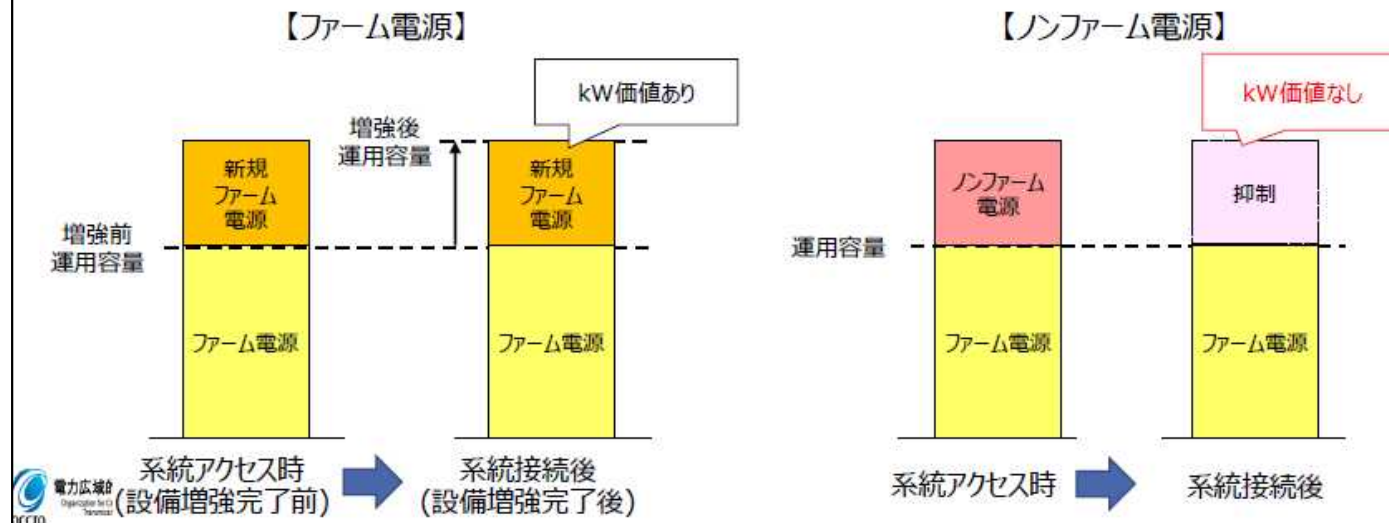 【ファーム電源】
kW価値あり
増強後
運用容量
新規
ファーム
電源
新規
ファーム
電源
増強前
運用容量
ファーム電源
ファーム電源
系統アクセス時
(設備増強完了前)
系統接続後
(設備増強完了後)
【ノンファーム電源】
kW価値なし
ノンファーム
電源
抑制
運用容量
ファーム電源
ファーム電源
系統アクセス時
系統接続後
電力広域